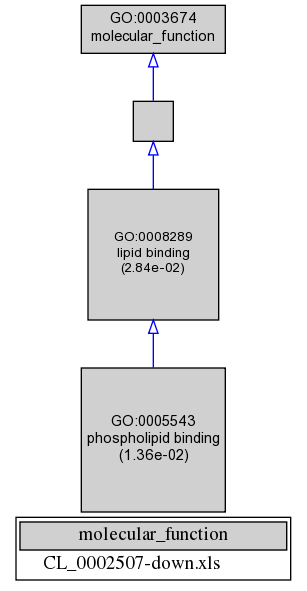 GO:0003674
molecular_function
GO:0008289
lipid binding
(2.84e-02)
GO:0005543
phospholipid binding
(1.36e-02)
molecular_function
CL_0002507-down.xls